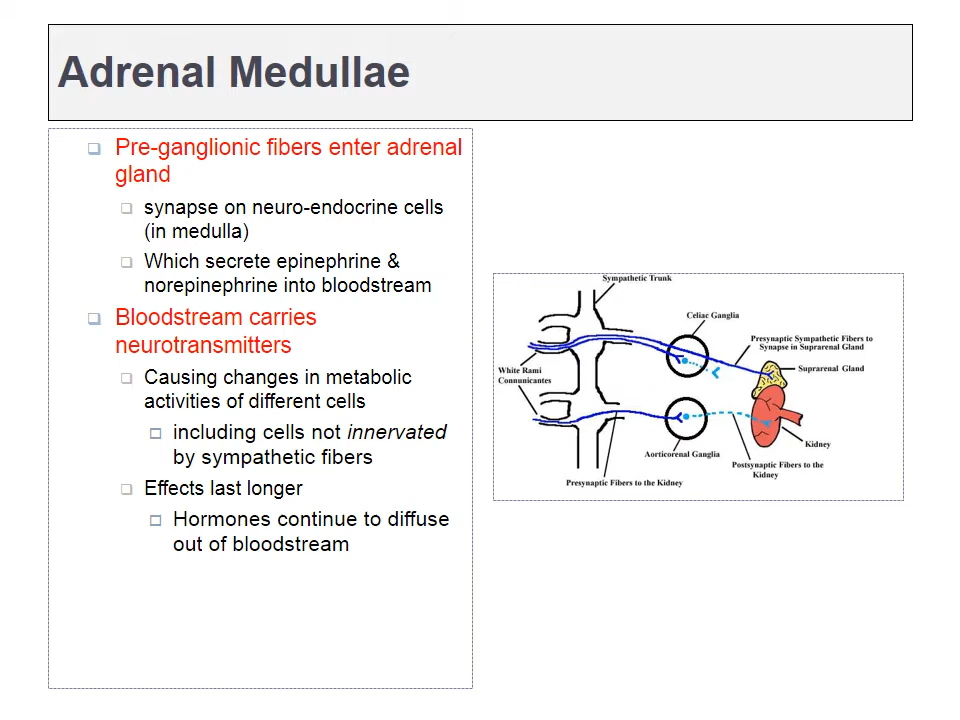 Adrenal Medullae
Pre-ganglionic fibers enter adrenal
gland
synapse on neuro-endocrine cells
(in medulla)
Which secrete epinephrine &
norepinephrine into bloodstream
Bloodstream carries
neurotransmitters
Causing changes in metabolic
activities of different cells
including cells not innervated
by sympathetic fibers
Effects last longer
Hormones continue to diffuse
out of bloodstream
Sympathetic Trunk
Celiac Ganglia
Presynaptic Sympathetic Fibers to
Synapse in Suprarenal Gland
Suprarenal Gland
White Rami
Connunicantes
Kidney
Aorticorenal Ganglia
Postsynaptic Fibers to the
Kidney
Presynaptic Fibers to the Kidney